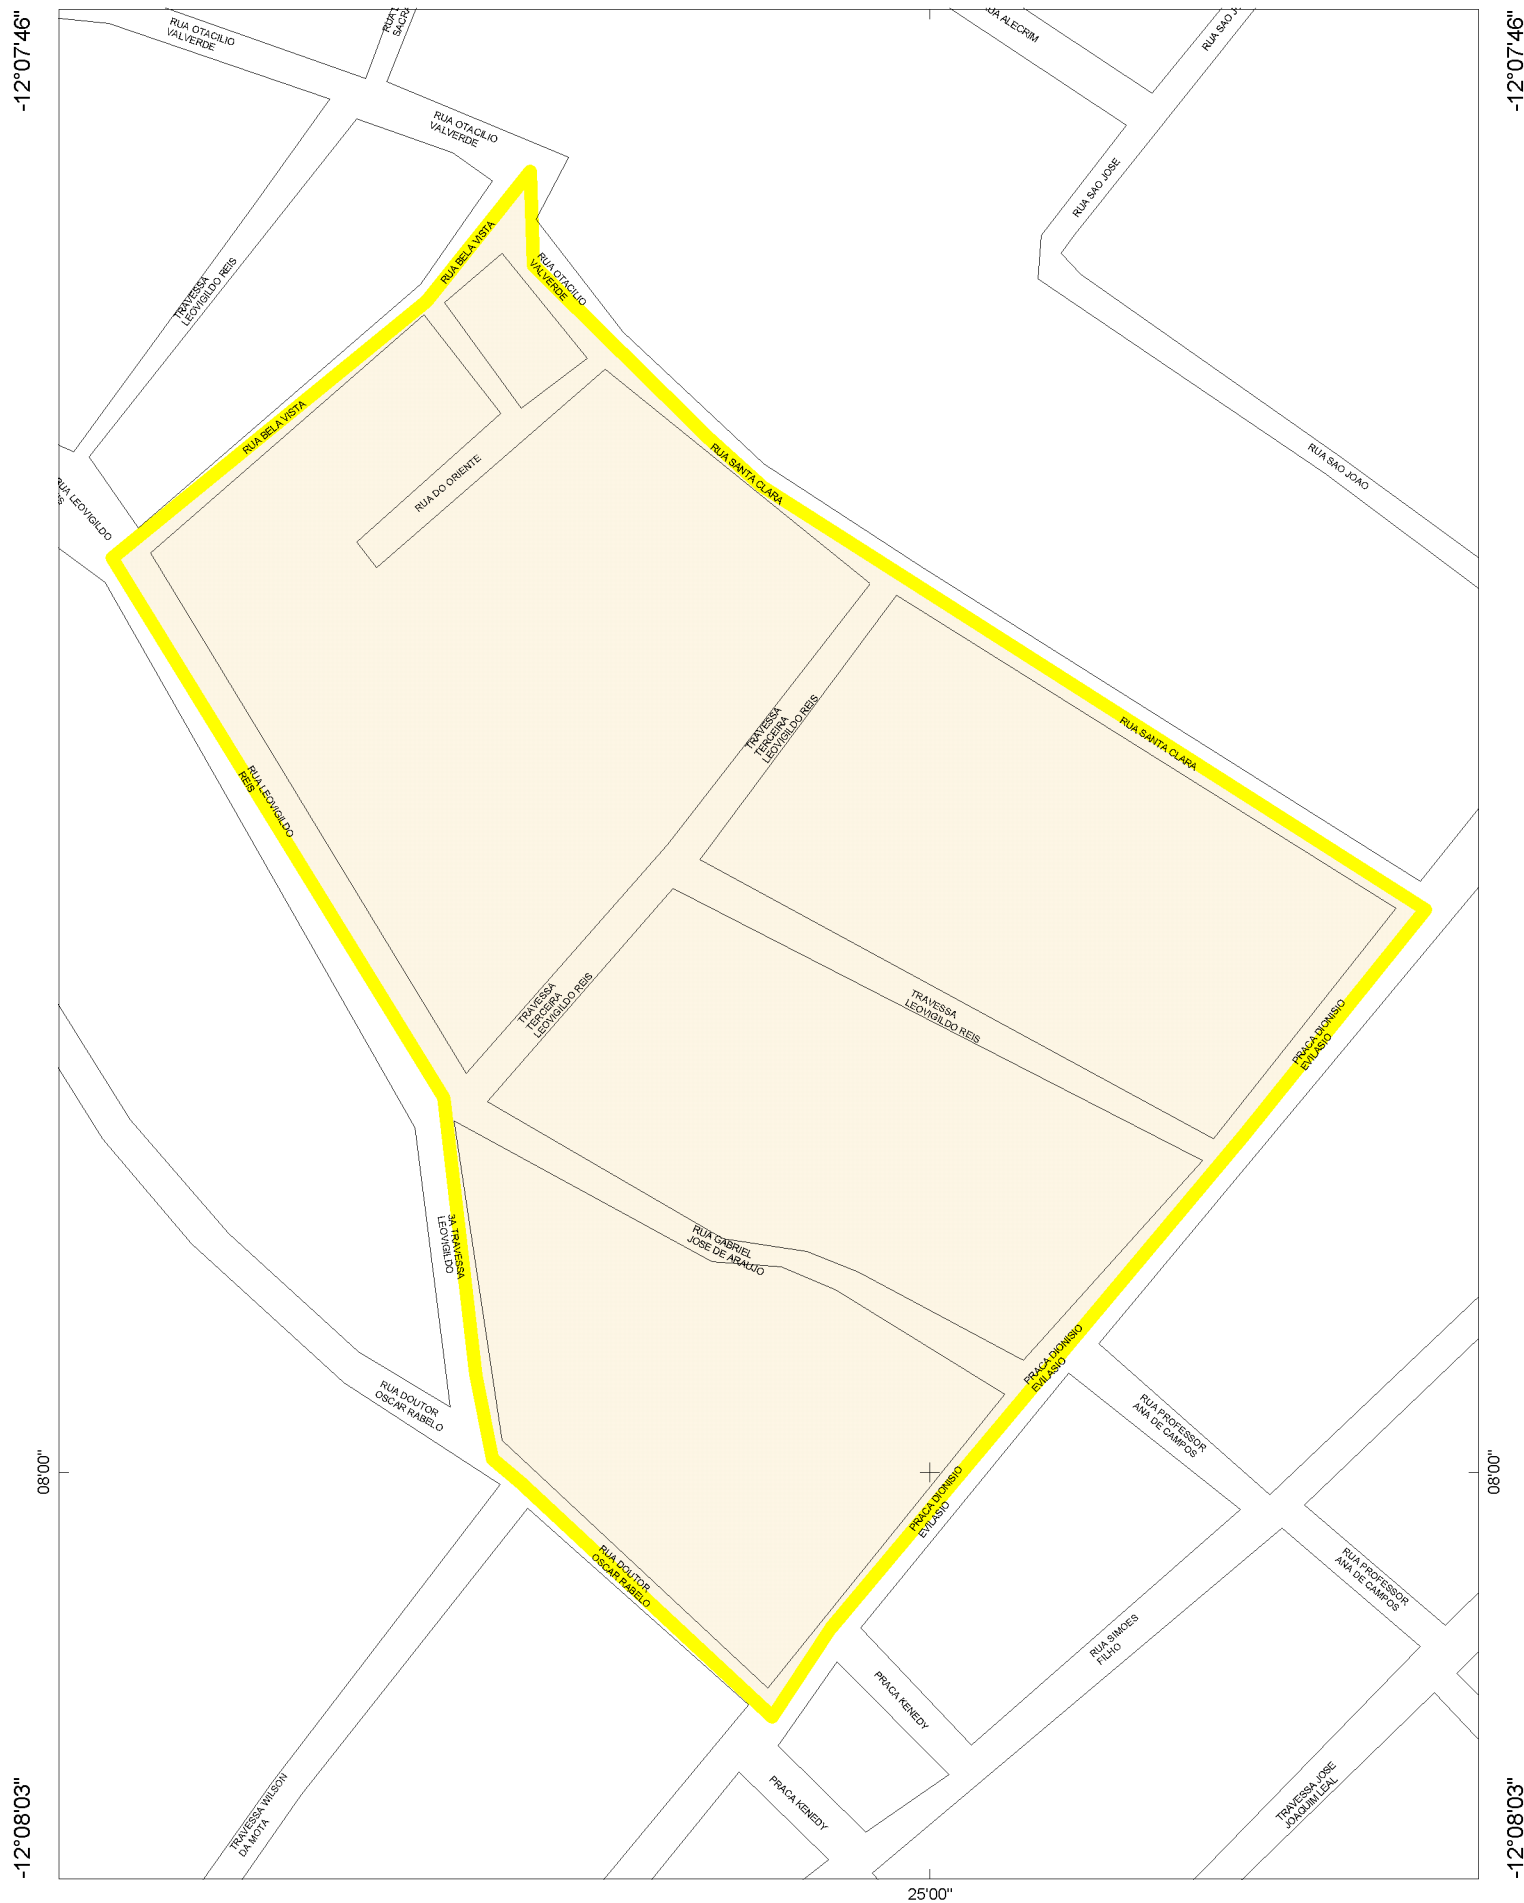 -12°07'46"
-12°07'46"
RUA OTACILIO
VALVERDE
RUA ALECRIM
RUA SAO J
RUA OTACILIO
VALVERDE
RUA SAO JOSE
RUA BELA VISTA
RUA OTACILIO
VALVERDE
TRAVESSA
LEOVIGILDO REIS
RUA BELA VISTA
RUA SANTA CLARA
RUA SAO JOAO
RUA DO ORIENTE
RUA LEOVIGILDO
TRAVESSA
TERCEIRA
LEOVIGILDO REIS
RUA SANTA CLARA
RUA LEOVIGILDO
REIS
TRAVESSA
TERCEIRA
LEOVIGILDO REIS
TRAVESSA
LEOVIGILDO REIS
PRACA DIONISIO
EVILASIO
3A TRAVESSA
LEOVIGILDO
RUA GABRIEL
JOSE DE ARAUJO
PRACA DIONISIO
EVILASIO
RUA DOUTOR
OSCAR RABELO
RUA PROFESSOR
ANA DE CAMPOS
08'00"
08'00"
PRACA DIONISIO
EVILASIO
RUA DOUTOR
OSCAR RABELO
RUA PROFESSOR
ANA DE CAMPOS
RUA SIMOES
FILHO
PRACA KENEDY
TRAVESSA WILSON
DA MOTA
PRACA KENEDY
TRAVESSA JOSE
JOAQUIM LEAL
-12°08'03"
-12°08'03"
25'00"